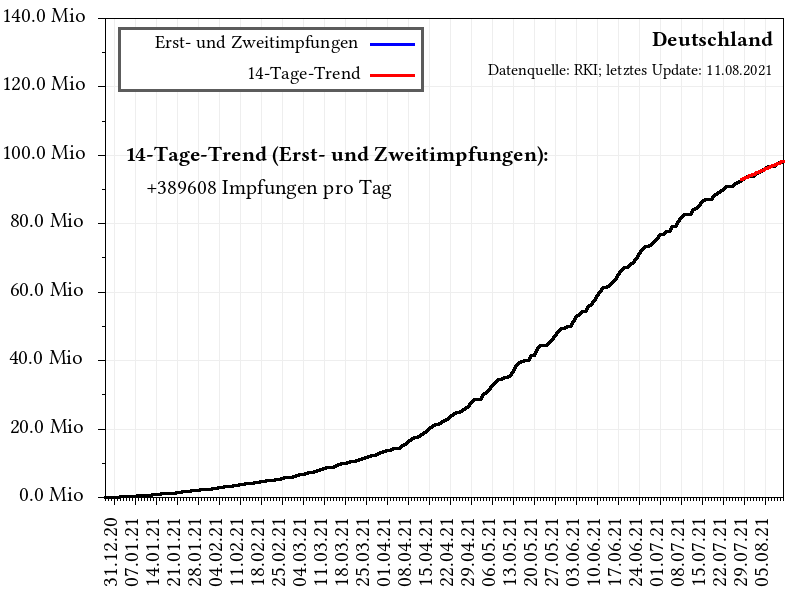 140.0 Mio
120.0 Mio
100.0 Mio
80.0 Mio
60.0 Mio
40.0 Mio
20.0 Mio
0.0 Mio
Erst- und Zweitimpfungen
14-Tage-Trend
Deutschland
Datenquelle: RKI; letztes Update: 11.08.2021
14-Tage-Trend (Erst- und Zweitimpfungen):
+389608 Impfungen pro Tag
31.12.20
07.01.21
14.01.21
21.01.21
28.01.21
04.02.21
11.02.21
18.02.21
25.02.21
04.03.21
11.03.21
18.03.21
25.03.21
01.04.21
08.04.21
15.04.21
22.04.21
29.04.21
06.05.21
13.05.21
20.05.21
27.05.21
03.06.21
10.06.21
17.06.21
24.06.21
01.07.21
08.07.21
15.07.21
22.07.21
29.07.21
05.08.21